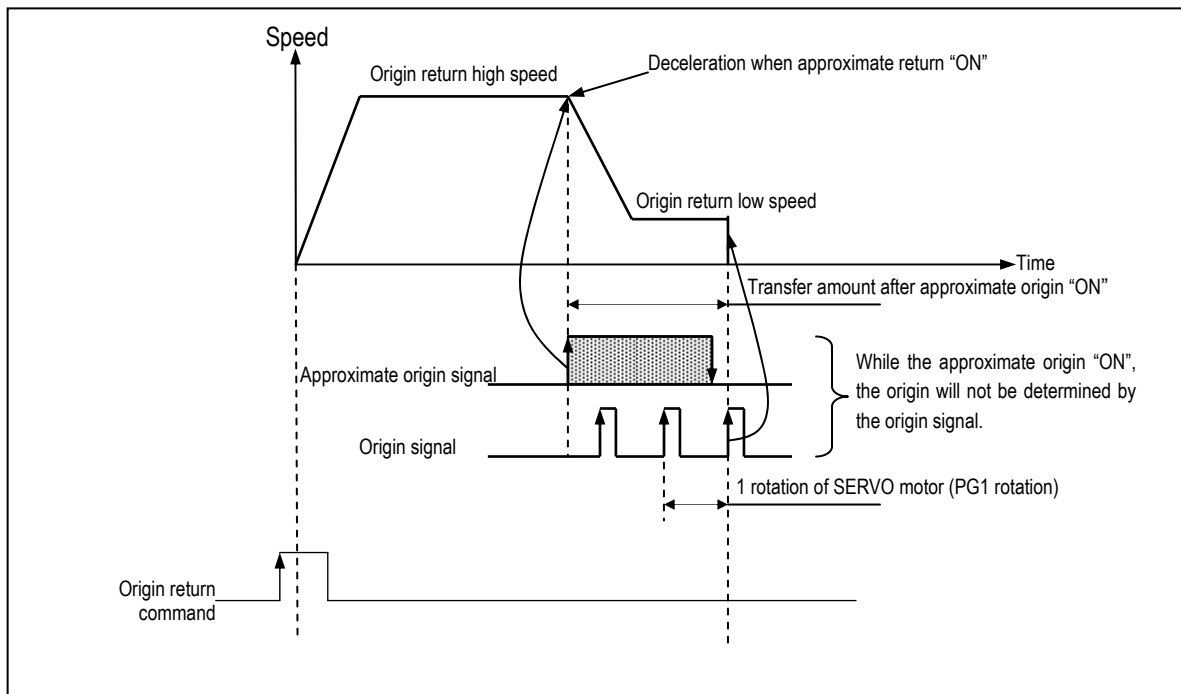 Speed
Origin return high speed
Deceleration when approximate return “ON”
Origin return low speed
Time
Transfer amount after approximate origin “ON”
Approximate origin signal
While the approximate origin “ON”,
the origin will not be determined by
the origin signal.
Origin signal
1 rotation of SERVO motor (PG1 rotation)
Origin return
command